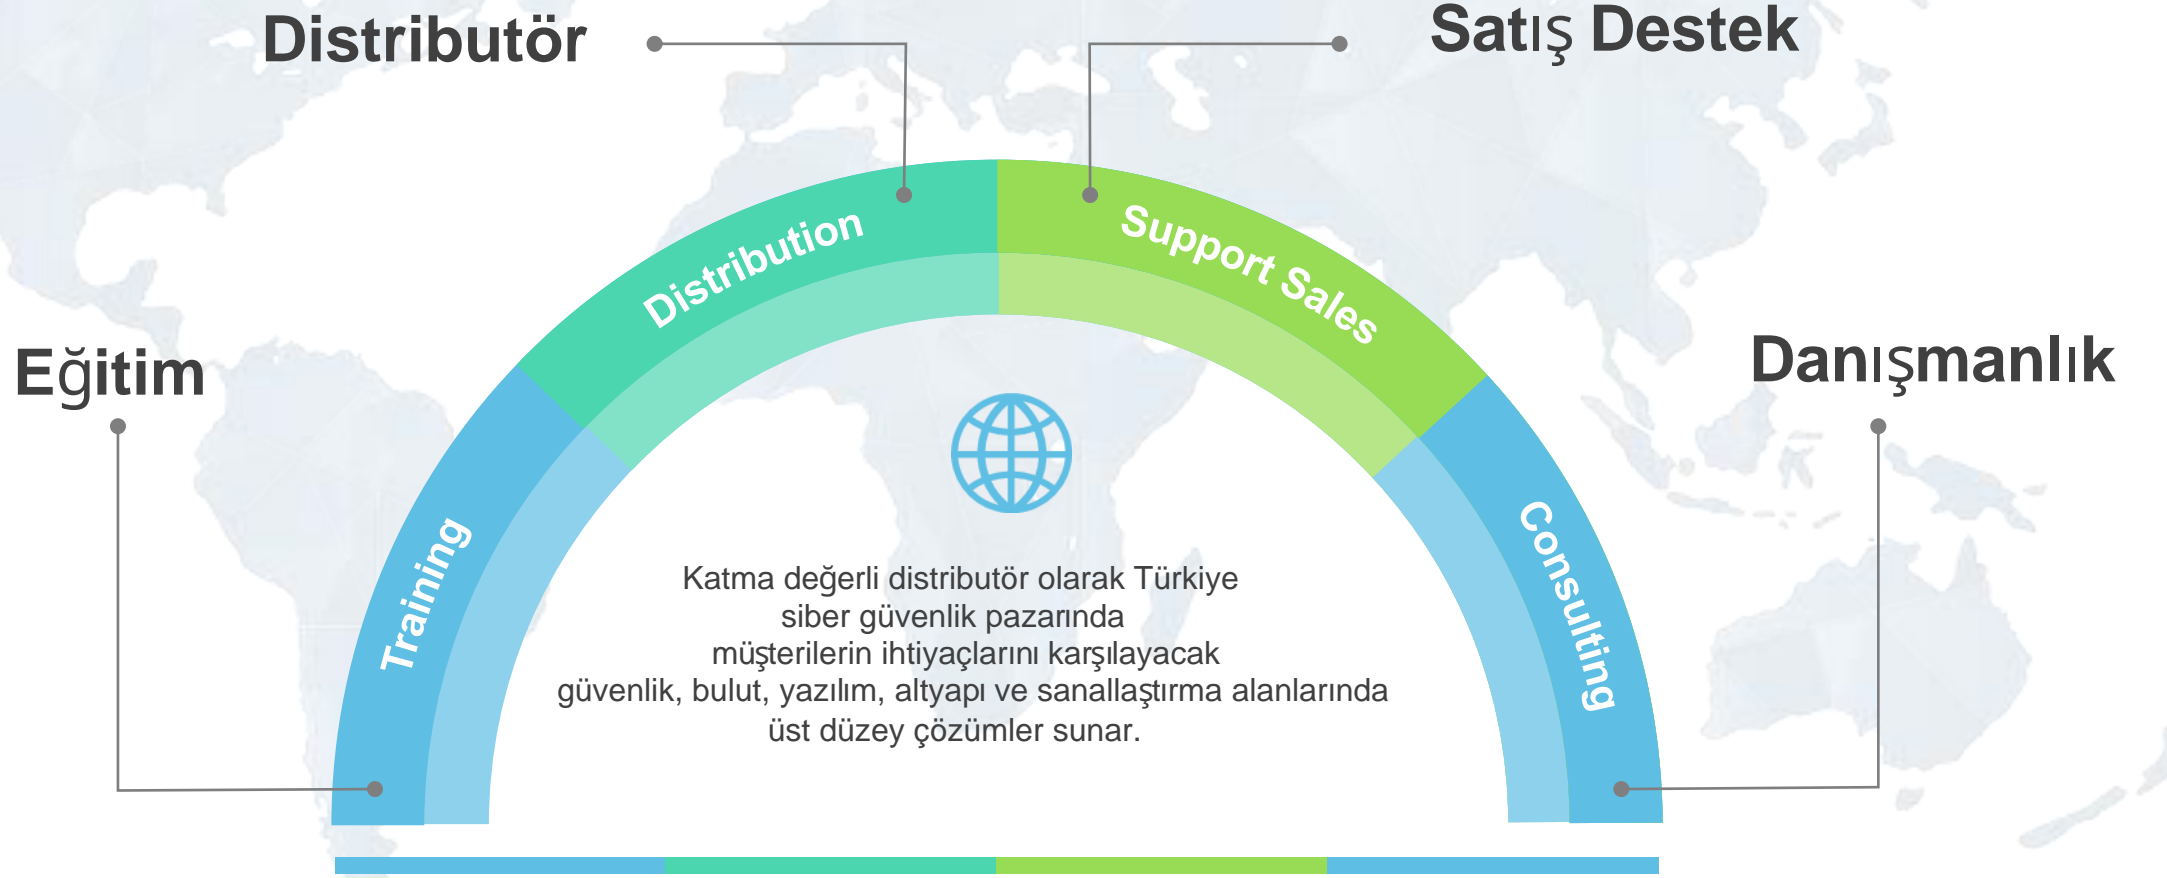 Distributör
Satış Destek
Distribution
Support Sales
Eğitim
Danışmanlık
Training
Consulting
Katma değerli distributör olarak Türkiye
siber güvenlik pazarında
müşterilerin ihtiyaçlarını karşılayacak
güvenlik, bulut, yazılım, altyapı ve sanallaştırma alanlarında
üst düzey çözümler sunar.